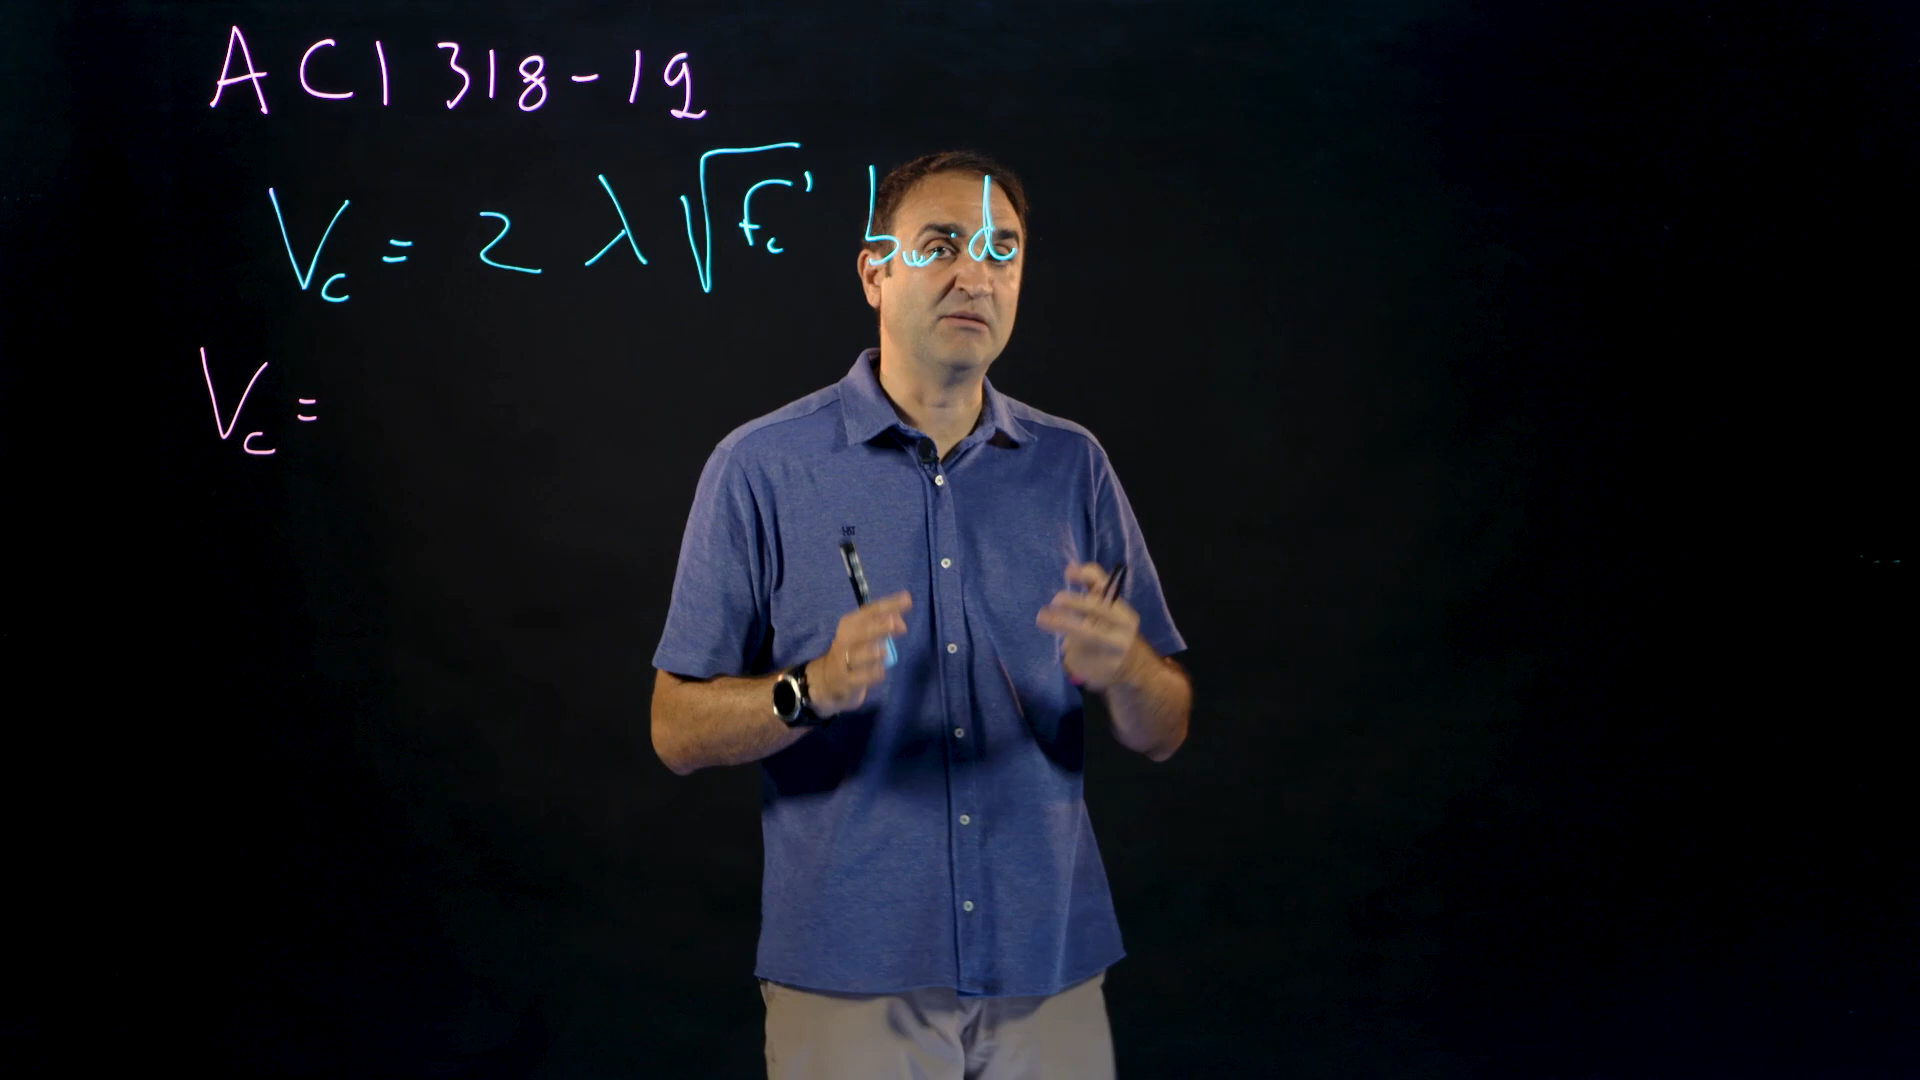 ACI 318-19
Vc = 2 λ √fc' bw·d
Vc =